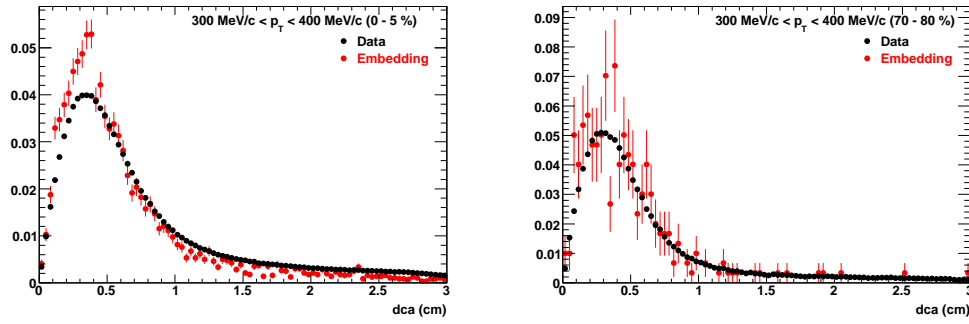 300 MeV/c < p_T < 400 MeV/c (0 - 5 %)
Data
Embedding
0.05
0.04
0.03
0.02
0.01
0
0 0.5 1 1.5 2 2.5 3
dca (cm)
300 MeV/c < p_T < 400 MeV/c (70 - 80 %)
Data
Embedding
0.09
0.08
0.07
0.06
0.05
0.04
0.03
0.02
0.01
0.00
0 0.5 1 1.5 2 2.5 3
dca (cm)